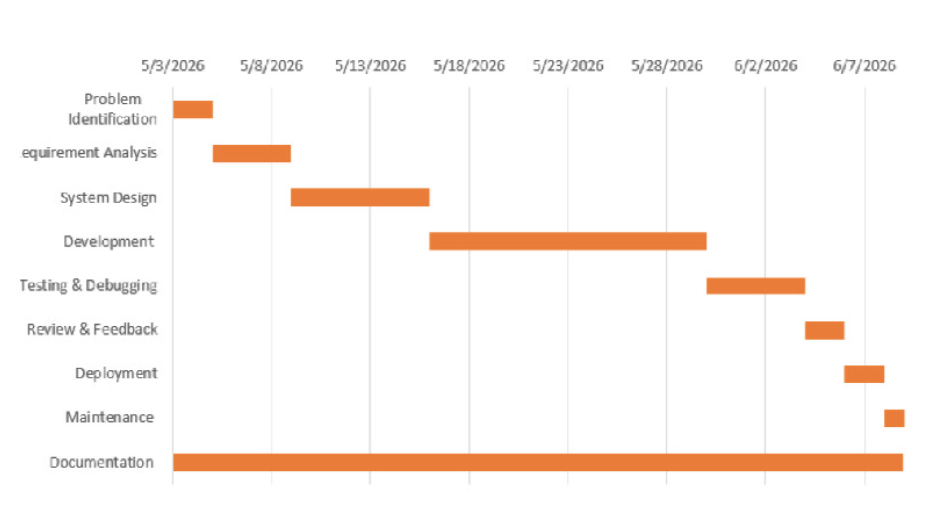 5/3/2026 5/8/2026 5/13/2026 5/18/2026 5/23/2026 5/28/2026 6/2/2026 6/7/2026
Problem
Identification
equirement Analysis
System Design
Development
Testing & Debugging
Review & Feedback
Deployment
Maintenance
Documentation